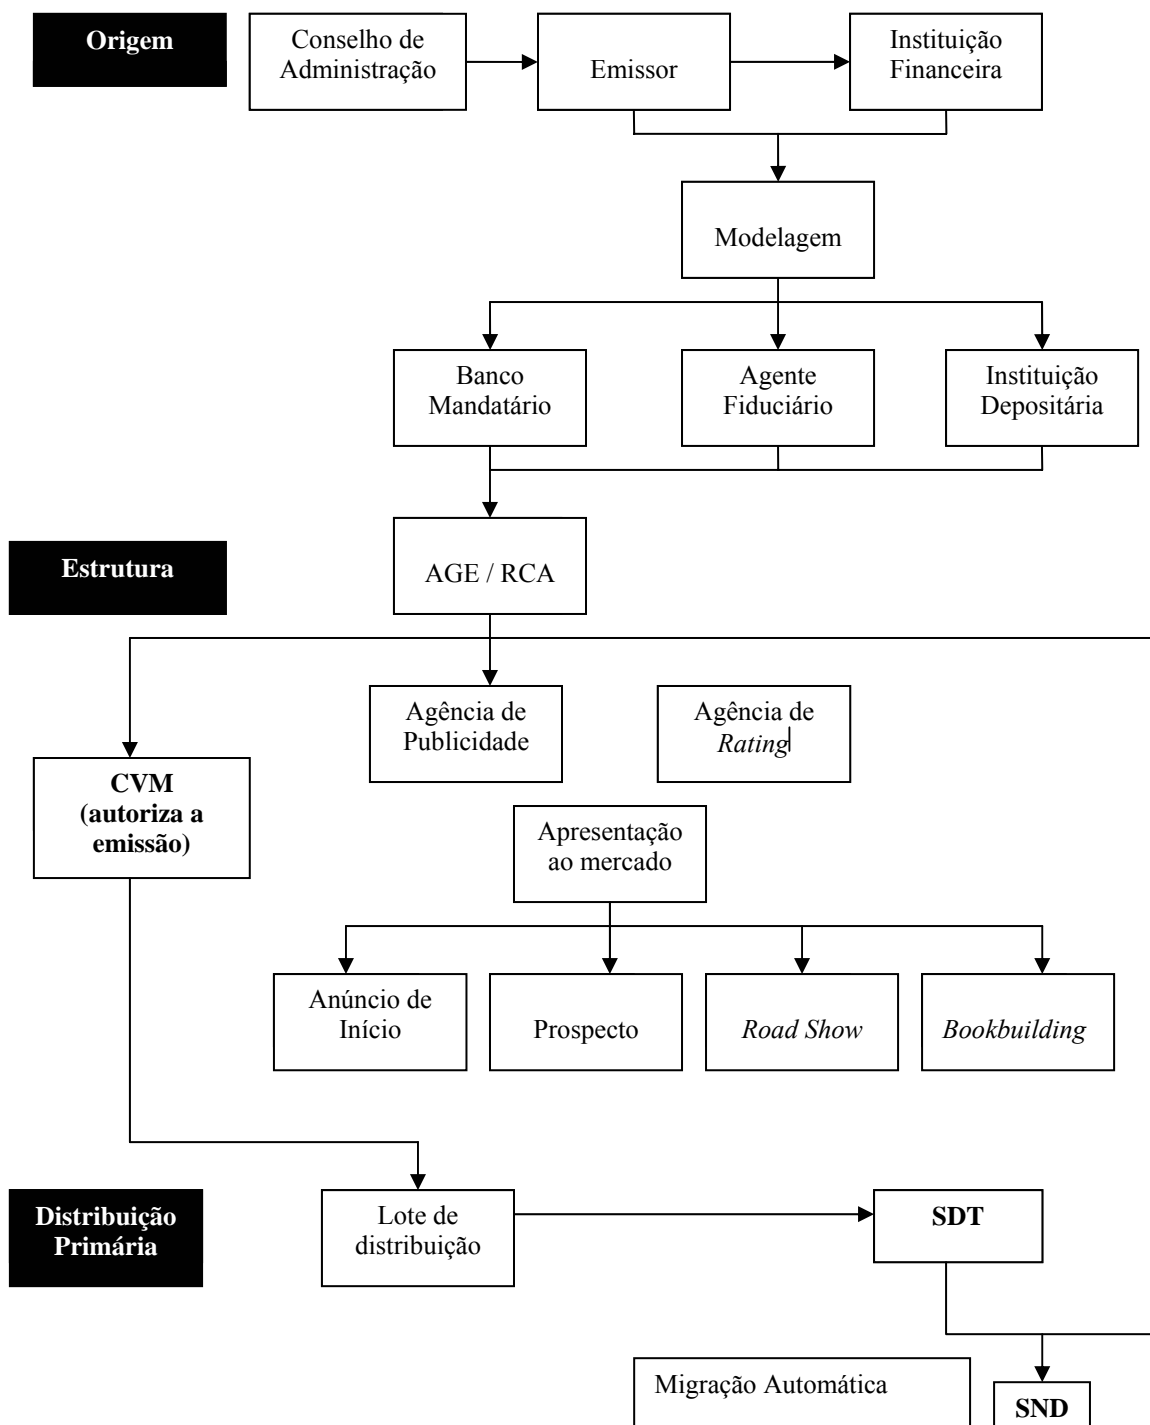 Origem
Conselho de
Administração
Emissor
Instituição
Financeira
Modelagem
Banco
Mandatário
Agente
Fiduciário
Instituição
Depositária
Estrutura
AGE / RCA
Agência de
Publicidade
Agência de
Rating
CVM
(autoriza a
emissão)
Apresentação
ao mercado
Anúncio de
Início
Prospecto
Road Show
Bookbuilding
Distribuição
Primária
Lote de
distribuição
SDT
Migração Automática
SND